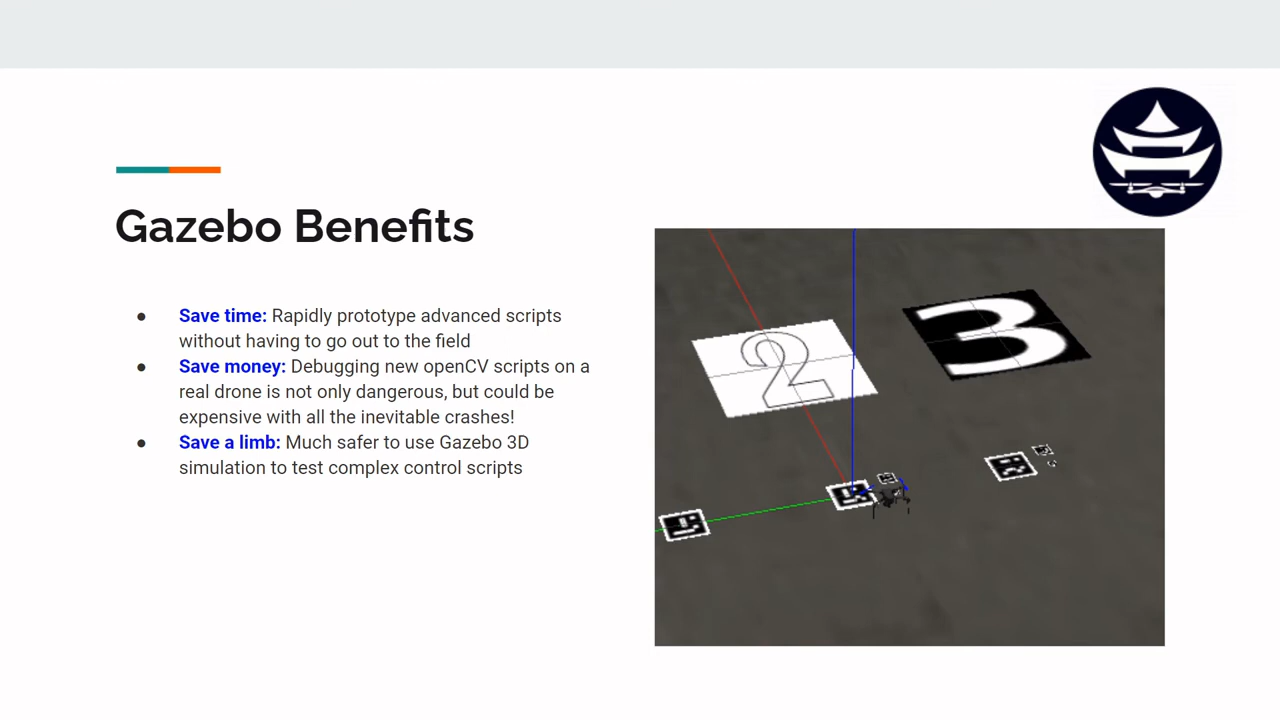 Gazebo Benefits
● Save time: Rapidly prototype advanced scripts
without having to go out to the field
● Save money: Debugging new openCV scripts on a
real drone is not only dangerous, but could be
expensive with all the inevitable crashes!
● Save a limb: Much safer to use Gazebo 3D
simulation to test complex control scripts
2
3